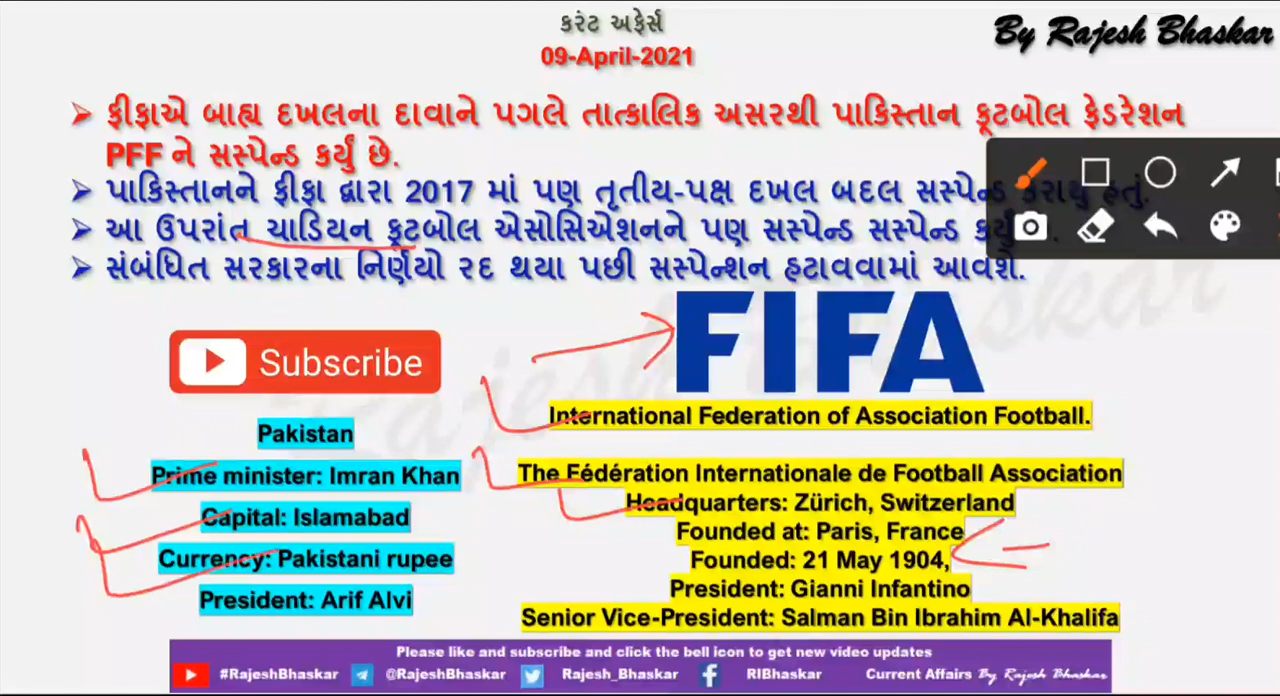 કરંટ અફેર્સ
09-April-2021
By Rajesh Bhaskar
➢ ફીફાએ બાહ્ય દખલના દાવાને પગલે તાત્કાલિક અસરથી પાકિસ્તાન ફૂટબોલ ફેડરેશન
PFF ને સસ્પેન્ડ કર્યું છે.
➢ પાકિસ્તાનને ફીફા દ્વારા 2017 માં પણ તૃતીય-પક્ષ દખલ બદલ સસ્પેન્ડ કરાયું હતું.
➢ આ ઉપરાંત ચાડિયન ફૂટબોલ એસોસિએશનને પણ સસ્પેન્ડ સસ્પેન્ડ
➢ સંબંધિત સરકારના નિર્ણયો રદ થયા પછી સસ્પેન્શન હટાવવામાં આવશે.
FIFA
Subscribe
International Federation of Association Football.
Pakistan
Prime minister: Imran Khan
Capital: Islamabad
Currency: Pakistani rupee
President: Arif Alvi
The Fédération Internationale de Football Association
Headquarters: Zürich, Switzerland
Founded at: Paris, France
Founded: 21 May 1904,
President: Gianni Infantino
Senior Vice-President: Salman Bin Ibrahim Al-Khalifa
Please like and subscribe and click the bell icon to get new video updates
#RajeshBhaskar @RajeshBhaskar Rajesh_Bhaskar RIBhaskar Current Affairs By Rajesh Bhaskar